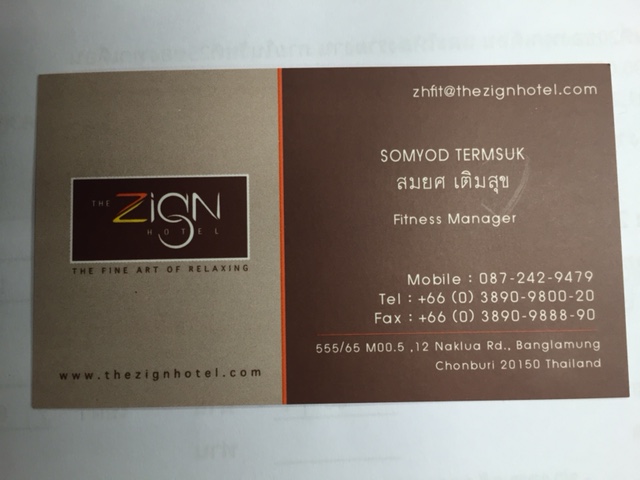 THE ZIGN
HOTEL
THE FINE ART OF RELAXING
www.thezignhotel.com
zhfit@thezignhotel.com
SOMYOD TERMSUK
สมยศ เติมสุข
Fitness Manager
Mobile : 087-242-9479
Tel : +66 (0) 3890-9800-20
Fax : +66 (0) 3890-9888-90
555/65 M00.5 ,12 Naklua Rd., Banglamung
Chonburi 20150 Thailand